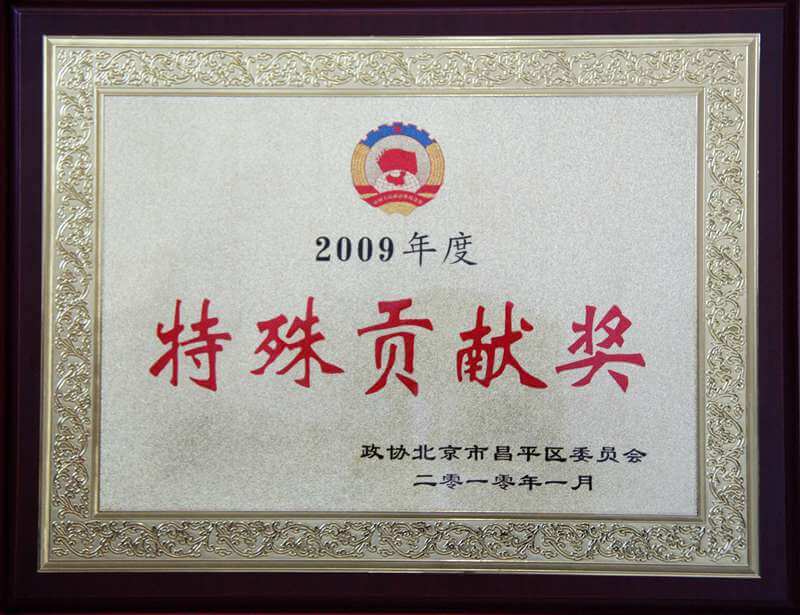 2009年度
特殊贡献奖
政协北京市昌平区委员会
二零一零年一月